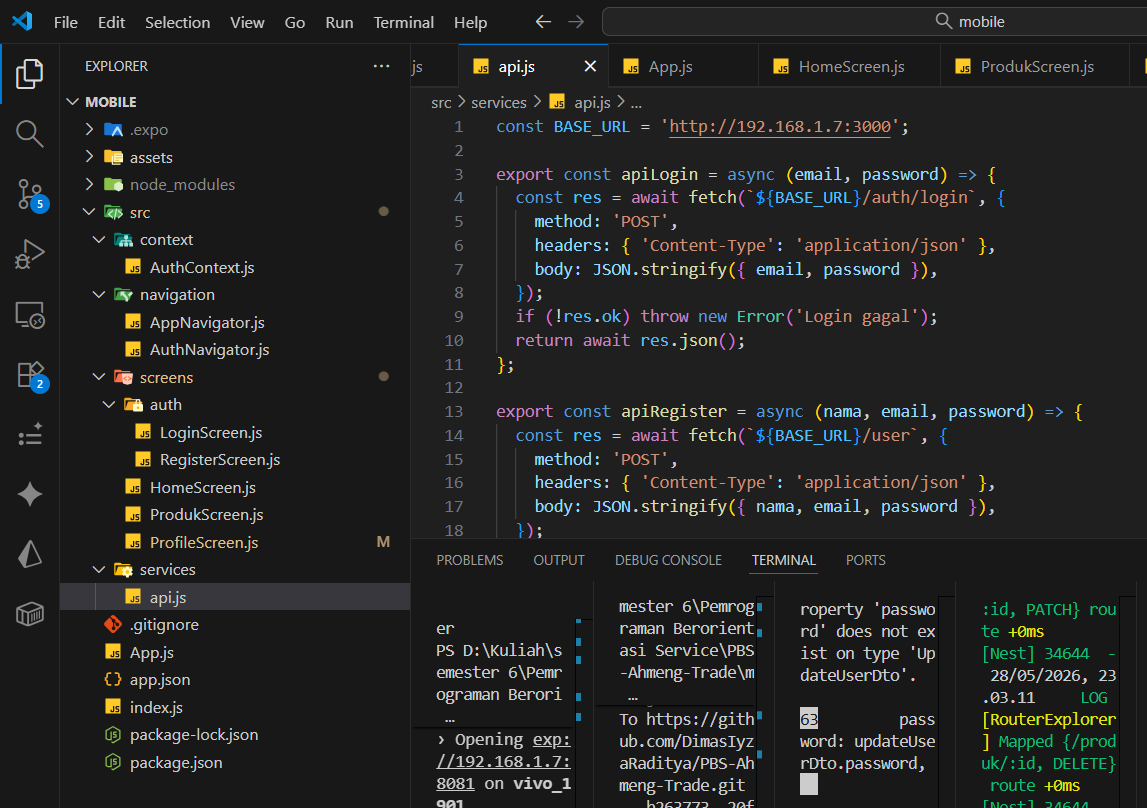 File Edit Selection View Go Run Terminal Help
mobile
EXPLORER
MOBILE
.expo
assets
node_modules
src
context
AuthContext.js
navigation
AppNavigator.js
AuthNavigator.js
screens
auth
LoginScreen.js
RegisterScreen.js
HomeScreen.js
ProdukScreen.js
ProfileScreen.js M
services
api.js
.gitignore
App.js
app.json
index.js
package-lock.json
package.json
5
2
js
api.js
App.js
HomeScreen.js
ProdukScreen.js
src > services > api.js > ...
1 const BASE_URL = 'http://192.168.1.7:3000';
2
3 export const apiLogin = async (email, password) => {
4 const res = await fetch(`${BASE_URL}/auth/login`, {
5 method: 'POST',
6 headers: { 'Content-Type': 'application/json' },
7 body: JSON.stringify({ email, password }),
8 });
9 if (!res.ok) throw new Error('Login gagal');
10 return await res.json();
11 };
12
13 export const apiRegister = async (nama, email, password) => {
14 const res = await fetch(`${BASE_URL}/user`, {
15 method: 'POST',
16 headers: { 'Content-Type': 'application/json' },
17 body: JSON.stringify({ nama, email, password }),
18 });
PROBLEMS OUTPUT DEBUG CONSOLE TERMINAL PORTS
er
PS D:\Kuliah\s
emester 6\Pemr
ograman Berori
...
› Opening exp:
//192.168.1.7:
8081 on vivo_1
901
mester 6\Pemrog
raman Berorient
asi Service\PBS
-Ahmeng-Trade\m
...
To https://gith
ub.com/DimasIyz
aRaditya/PBS-Ah
meng-Trade.git
b263773..20f
roperty 'passwo
rd' does not ex
ist on type 'Up
dateUserDto'.
63 pass
word: updateUse
rDto.password,
:id, PATCH} rou
te +0ms
[Nest] 34644 -
28/05/2026, 23
.03.11 LOG
[RouterExplorer
] Mapped {/prod
uk/:id, DELETE}
route +0ms
[Nest] 34644